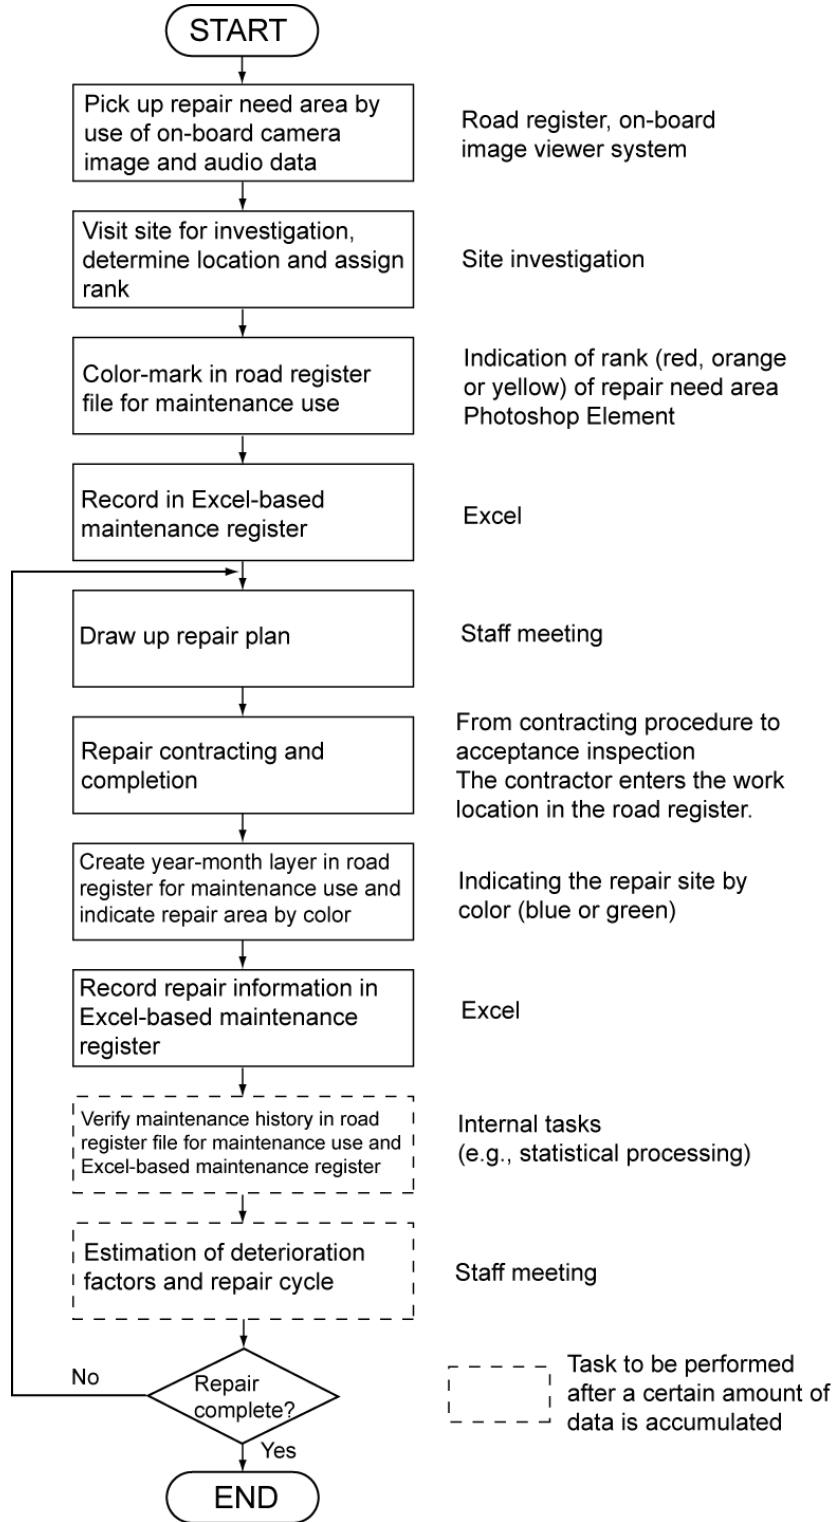 START
Pick up repair need area by
use of on-board camera
image and audio data
Road register, on-board
image viewer system
Visit site for investigation,
determine location and assign
rank
Site investigation
Color-mark in road register
file for maintenance use
Indication of rank (red, orange
or yellow) of repair need area
Photoshop Element
Record in Excel-based
maintenance register
Excel
Draw up repair plan
Staff meeting
Repair contracting and
completion
From contracting procedure to
acceptance inspection
The contractor enters the work
location in the road register.
Create year-month layer in road
register for maintenance use and
indicate repair area by color
Indicating the repair site by
color (blue or green)
Record repair information in
Excel-based maintenance
register
Excel
Verify maintenance history in road
register file for maintenance use and
Excel-based maintenance register
Internal tasks
(e.g., statistical processing)
Estimation of deterioration
factors and repair cycle
Staff meeting
No
Repair
complete?
Yes
Task to be performed
after a certain amount of
data is accumulated
END